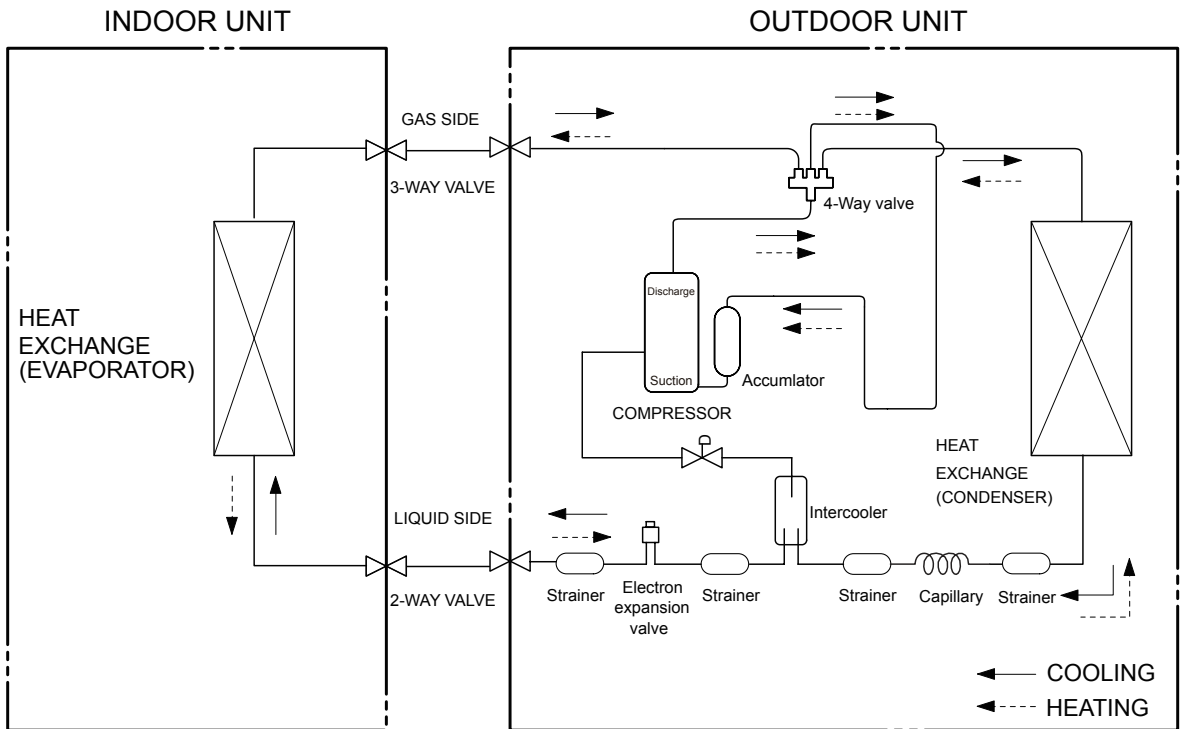 INDOOR UNIT
OUTDOOR UNIT
GAS SIDE
3-WAY VALVE
4-Way valve
Discharge
HEAT
EXCHANGE
(EVAPORATOR)
Suction
Accumlator
COMPRESSOR
HEAT
EXCHANGE
(CONDENSER)
LIQUID SIDE
Intercooler
2-WAY VALVE
Strainer
Electron
expansion
valve
Strainer
Strainer
Capillary
Strainer
COOLING
HEATING